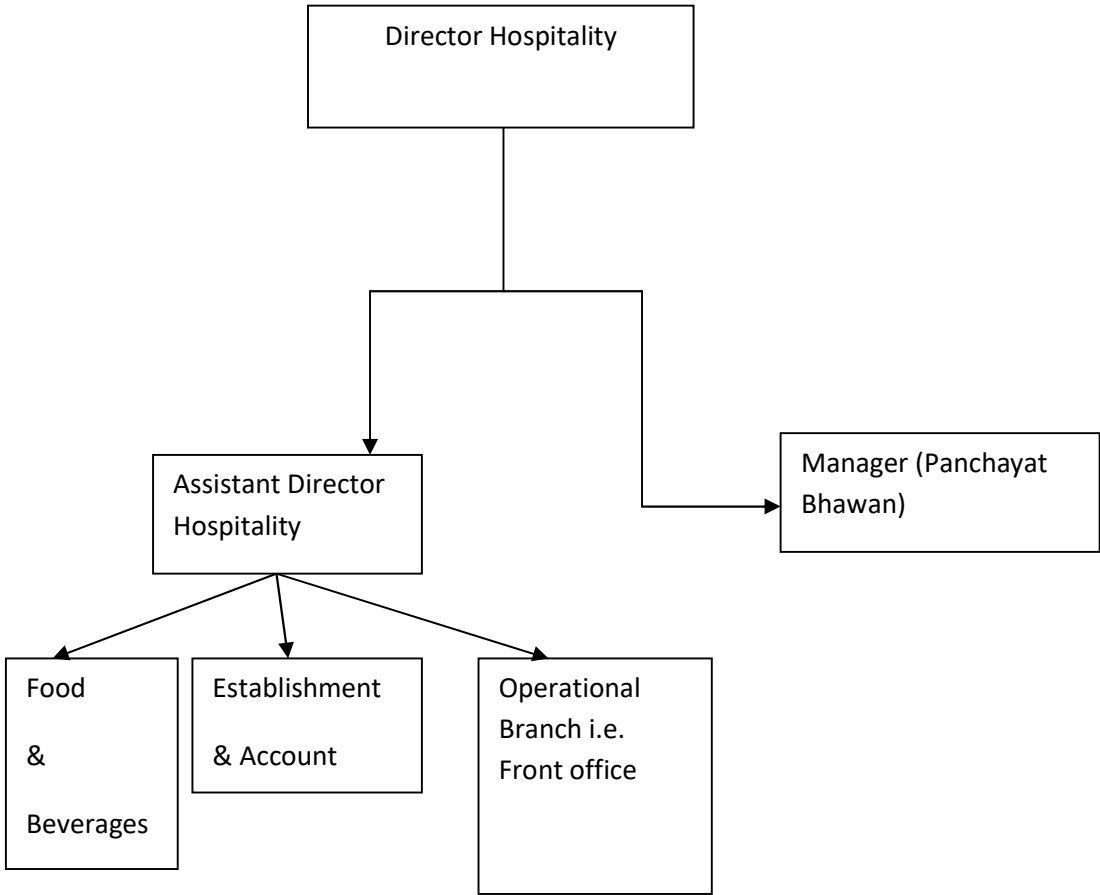 Director Hospitality
Manager (Panchayat
Bhawan)
Assistant Director
Hospitality
Food
&
Beverages
Establishment
& Account
Operational
Branch i.e.
Front office